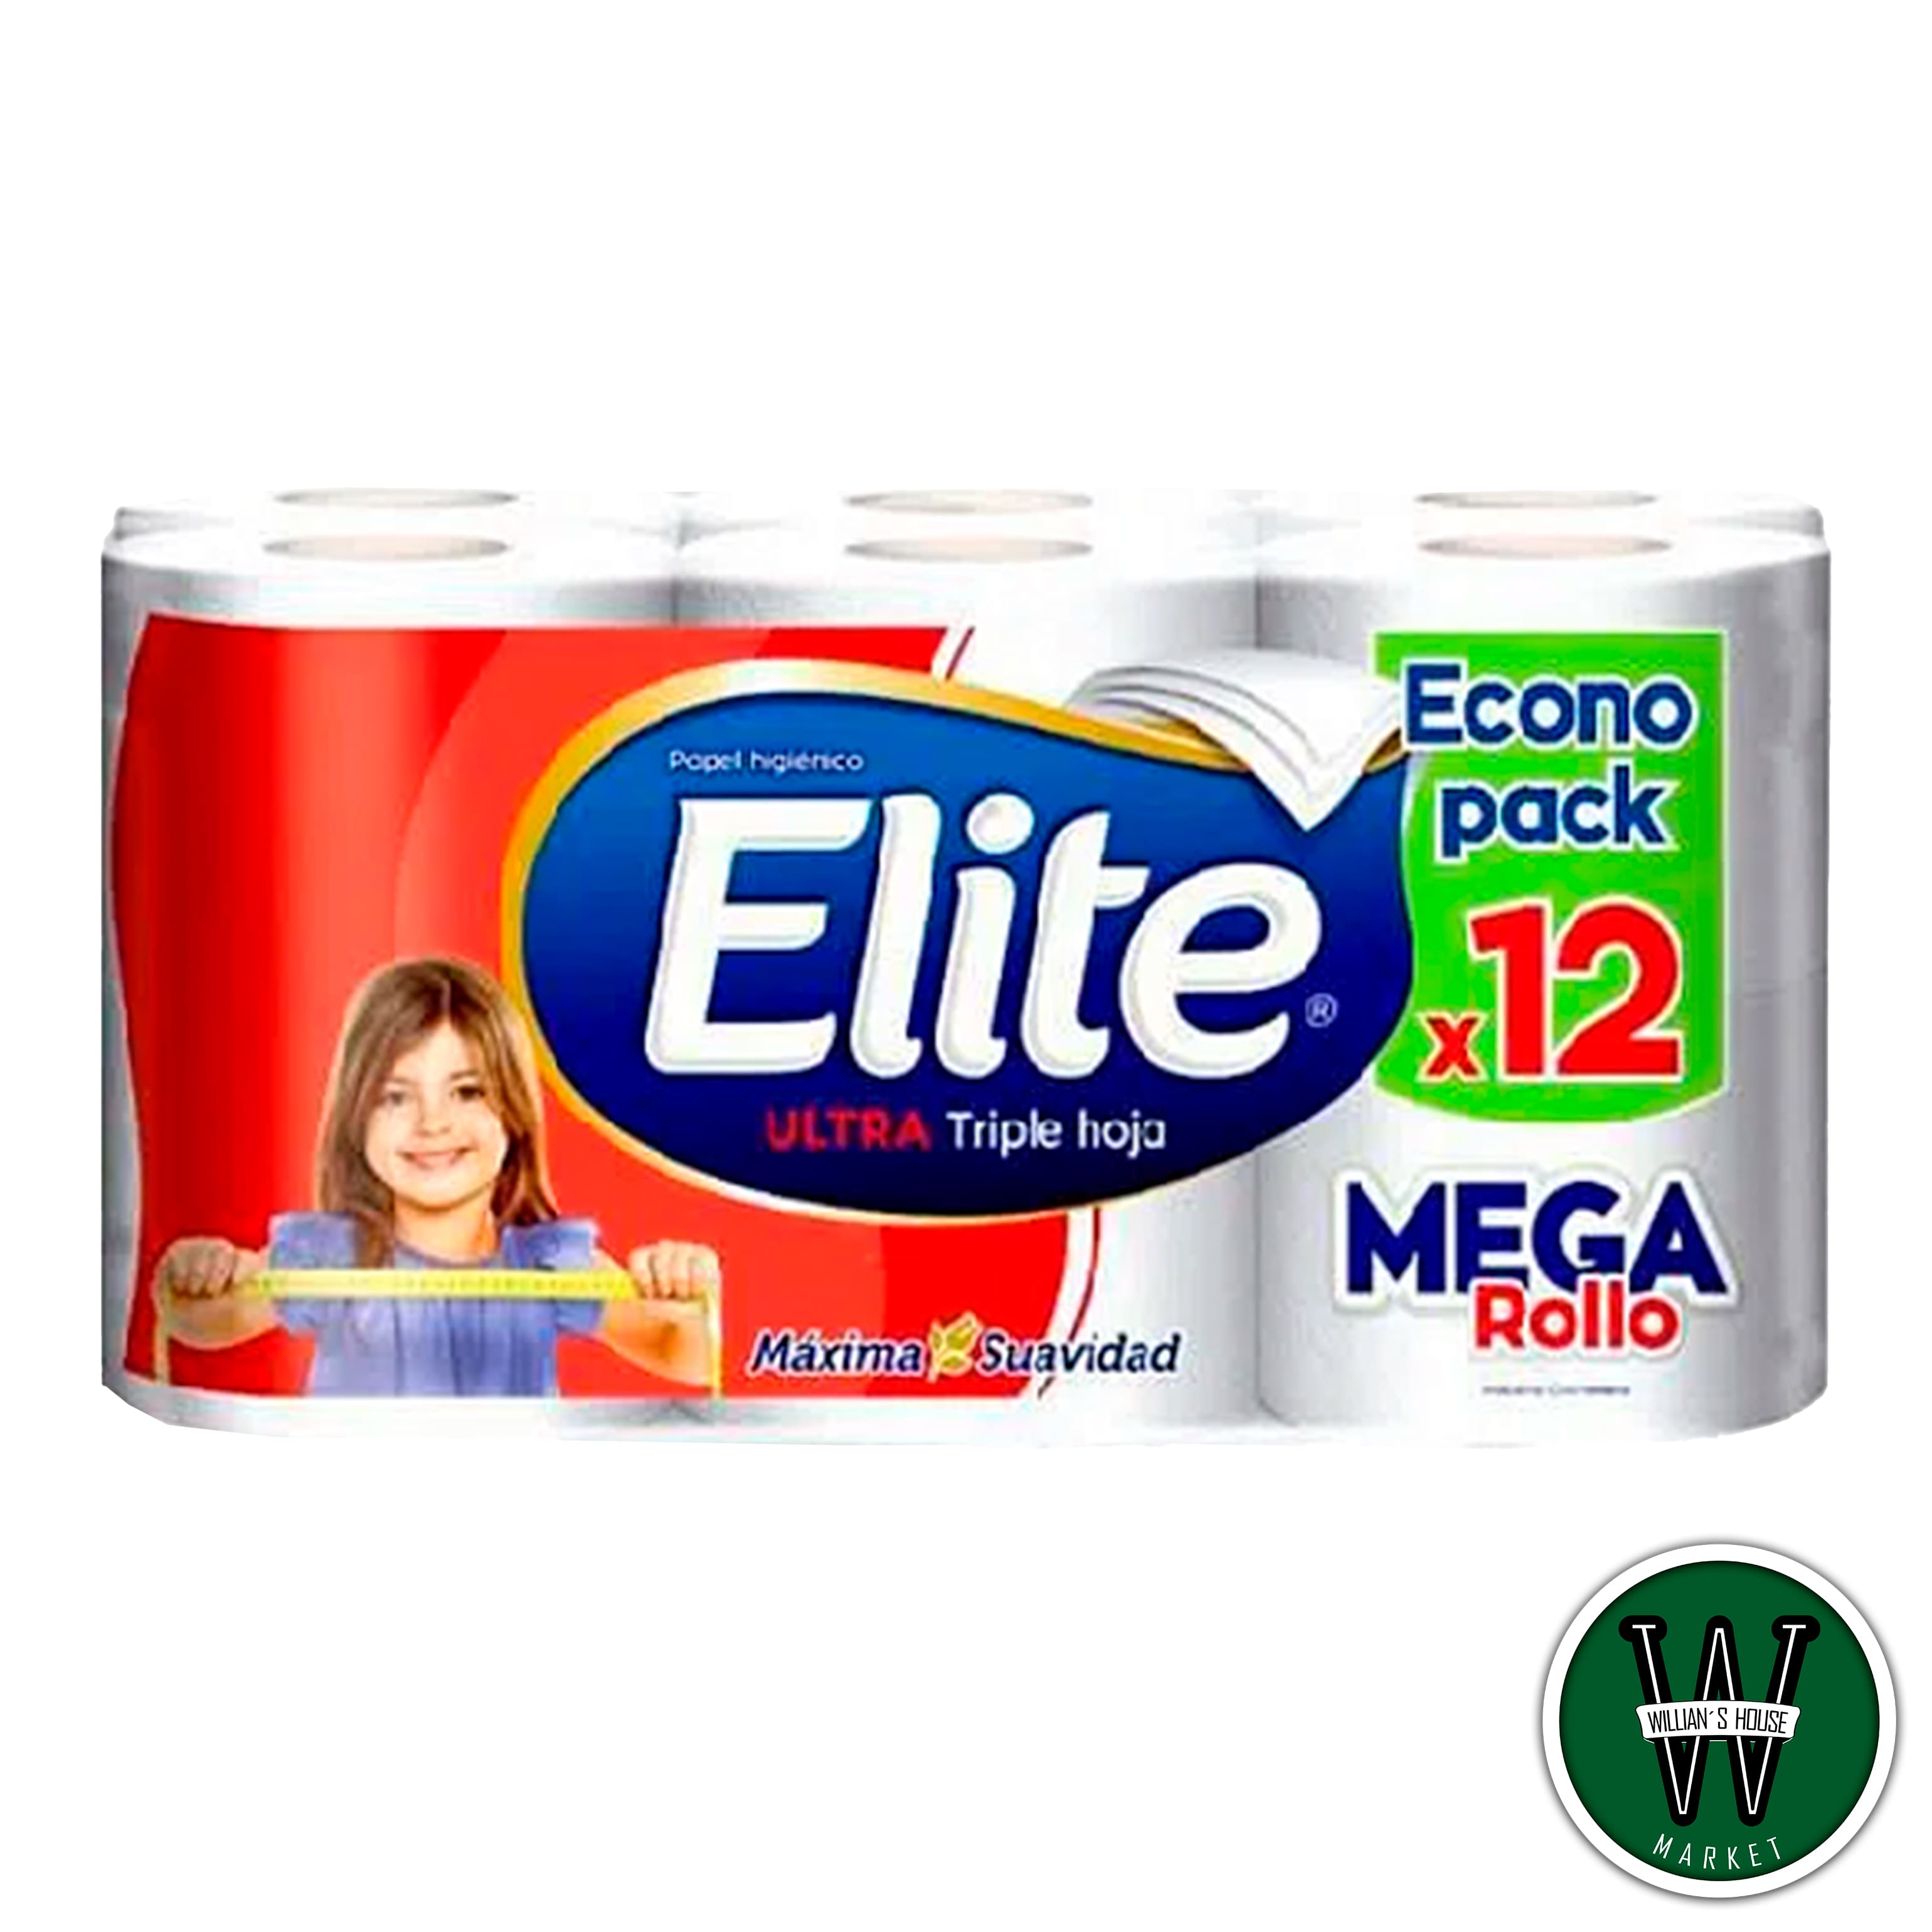 Papel higiénico
Elite®
ULTRA Triple hoja
Econo
pack
x12
MEGA
Rollo
Máxima Suavidad
WILLIAN´S HOUSE
MARKET